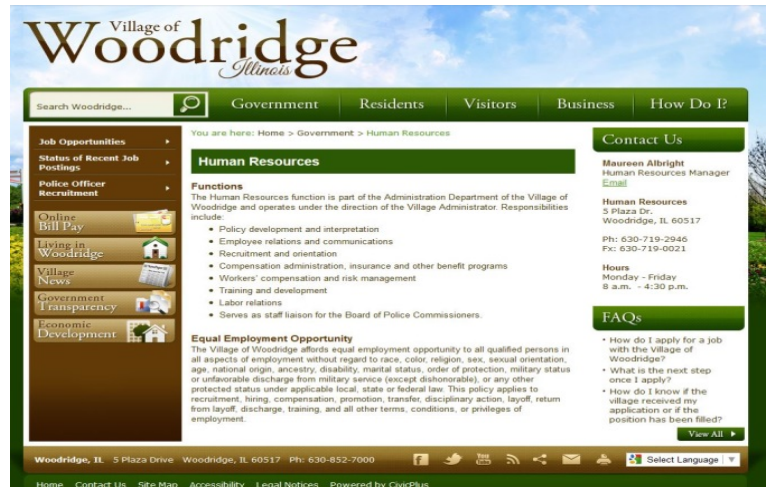 Village of
Woodridge
Illinois
Search Woodridge...
Government Residents Visitors Business How Do I?
Job Opportunities
Status of Recent Job
Postings
Police Officer
Recruitment
Online
Bill Pay
Living in
Woodridge
Village
News
Government
Transparency
Economic
Development
You are here: Home > Government > Human Resources
Human Resources
Functions
The Human Resources function is part of the Administration Department of the Village of
Woodridge and operates under the direction of the Village Administrator. Responsibilities
include:
• Policy development and interpretation
• Employee relations and communications
• Recruitment and orientation
• Compensation administration, insurance and other benefit programs
• Workers' compensation and risk management
• Training and development
• Labor relations
• Serves as staff liaison for the Board of Police Commissioners.
Equal Employment Opportunity
The Village of Woodridge affords equal employment opportunity to all qualified persons in
all aspects of employment without regard to race, color, religion, sex, sexual orientation,
age, national origin, ancestry, disability, marital status, order of protection, military status
or unfavorable discharge from military service (except dishonorable), or any other
protected status under applicable local, state or federal law. This policy applies to
recruitment, hiring, compensation, promotion, transfer, disciplinary action, layoff, return
from layoff, discharge, training, and all other terms, conditions, or privileges of
employment.
Contact Us
Maureen Albright
Human Resources Manager
Email
Human Resources
5 Plaza Dr.
Woodridge, IL 60517
Ph: 630-719-2946
Fx: 630-719-0021
Hours
Monday - Friday
8 a.m. - 4:30 p.m.
FAQs
• How do I apply for a job
with the Village of
Woodridge?
• What is the next step
once I apply?
• How do I know if the
village received my
application or if the
position has been filled?
View All
Woodridge, IL 5 Plaza Drive Woodridge, IL 60517 Ph: 630-852-7000
You
Select Language
Home Contact Us Site Map Accessibility Legal Notices Powered by CivicPlus